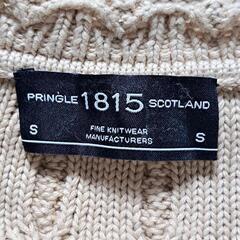 PRINGLE 1815 SCOTLAND
S FINE KNITWEAR S
MANUFACTURERS